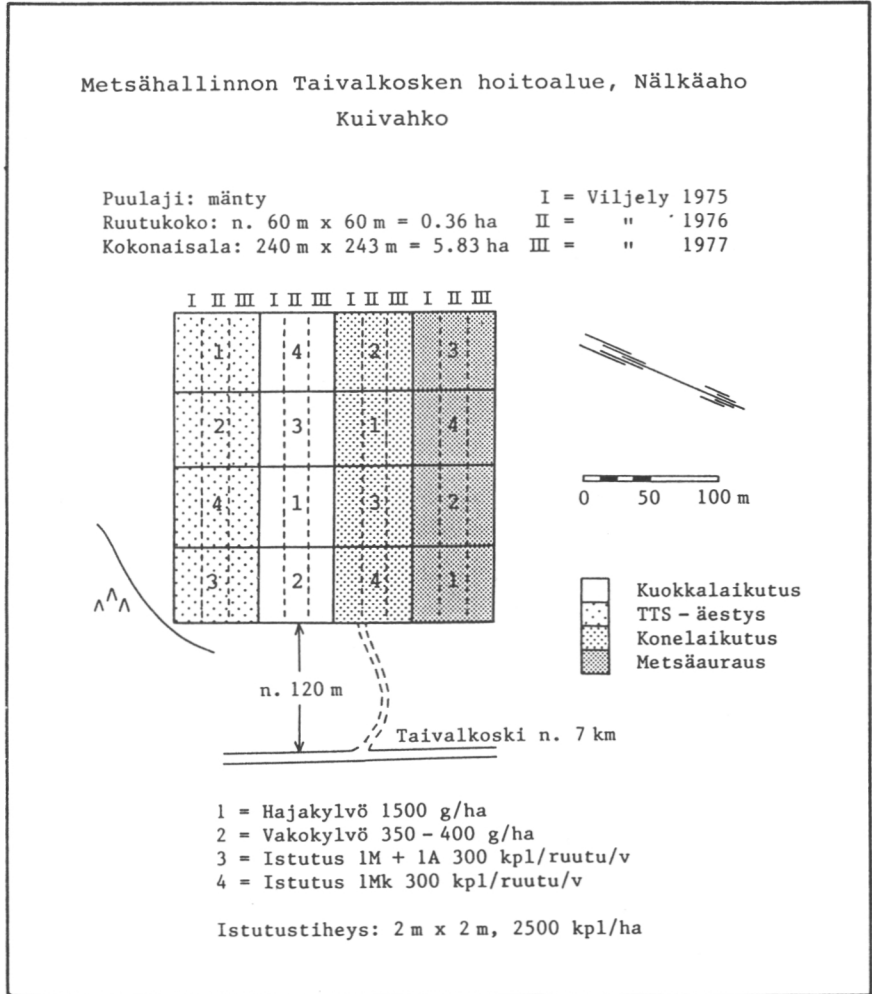 Metsähallinnon Taivalkosken hoitoalue, Nälkäaho
Kuivahko
Puulaji: mänty I = Viljely 1975
Ruutukoko: n. 60 m x 60 m = 0.36 ha II = " 1976
Kokonaisala: 240 m x 243 m = 5.83 ha III = " 1977
I II III I II III I II III I II III
1 4 2 3
2 3 1 4
4 1 3 2
3 2 4 1
0 50 100 m
Kuokkalaikutus
TTS - äestys
Konelaikutus
Metsäauraus
n. 120 m
Taivalkoski n. 7 km
1 = Hajakylvö 1500 g/ha
2 = Vakokylvö 350 - 400 g/ha
3 = Istutus 1M + 1A 300 kpl/ruutu/v
4 = Istutus 1Mk 300 kpl/ruutu/v
Istutustiheys: 2 m x 2 m, 2500 kpl/ha